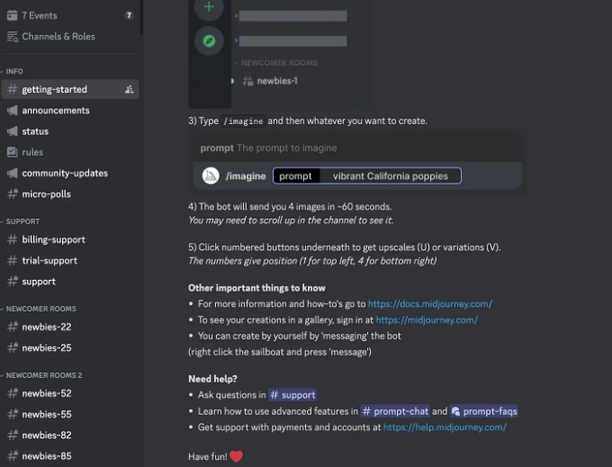 7 Events
7
Channels & Roles
INFO
# getting-started
announcements
status
rules
community-updates
# micro-polls
SUPPORT
# billing-support
# trial-support
# support
NEWCOMER ROOMS
# newbies-22
# newbies-25
NEWCOMER ROOMS 2
# newbies-52
# newbies-55
# newbies-82
# newbies-85
NEWCOMER ROOMS
newbies-1
3) Type /imagine and then whatever you want to create.
prompt The prompt to imagine
/imagine prompt vibrant California poppies
4) The bot will send you 4 images in ~60 seconds.
You may need to scroll up in the channel to see it.
5) Click numbered buttons underneath to get upscales (U) or variations (V).
The numbers give position (1 for top left, 4 for bottom right)
Other important things to know
• For more information and how-to's go to https://docs.midjourney.com/
• To see your creations in a gallery, sign in at https://midjourney.com/
• You can create by yourself by 'messaging' the bot
(right click the sailboat and press 'message')
Need help?
• Ask questions in # support
• Learn how to use advanced features in # prompt-chat and prompt-faqs
• Get support with payments and accounts at https://help.midjourney.com/
Have fun! ❤️